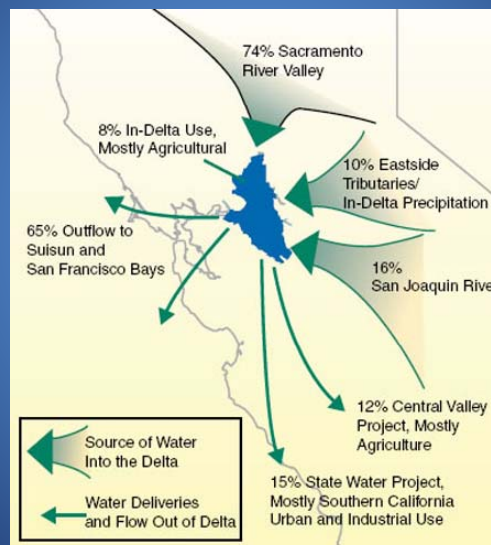 74% Sacramento
River Valley
8% In-Delta Use,
Mostly Agricultural
10% Eastside
Tributaries/
In-Delta Precipitation
65% Outflow to
Suisun and
San Francisco Bays
16%
San Joaquin River
12% Central Valley
Project, Mostly
Agriculture
15% State Water Project,
Mostly Southern California
Urban and Industrial Use
Source of Water
Into the Delta
Water Deliveries
and Flow Out of Delta